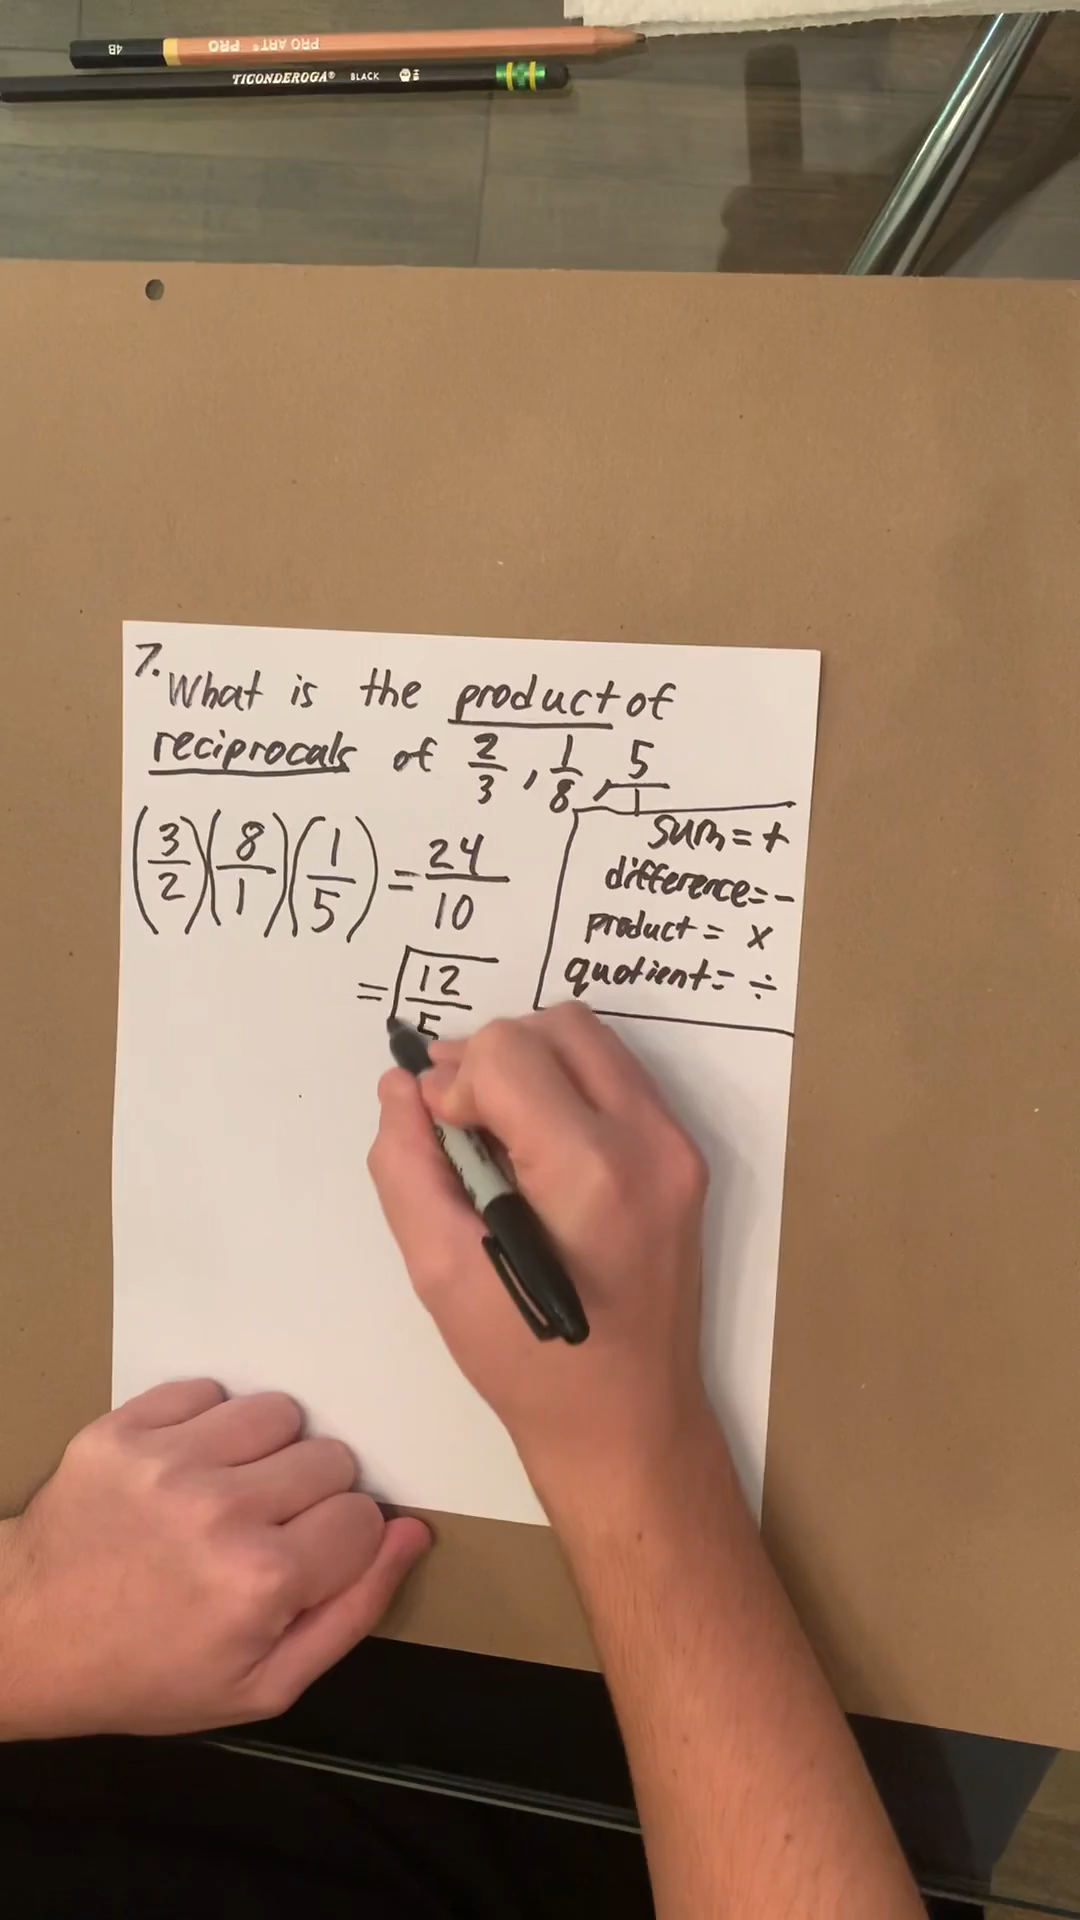 4B PRO ART® PRO
TICONDEROGA® BLACK
7. What is the product of
reciprocals of 2/3, 1/8, 5/1
(3/2)(8/1)(1/5) = 24/10
= 12/5
sum = +
difference = -
product = x
quotient = ÷